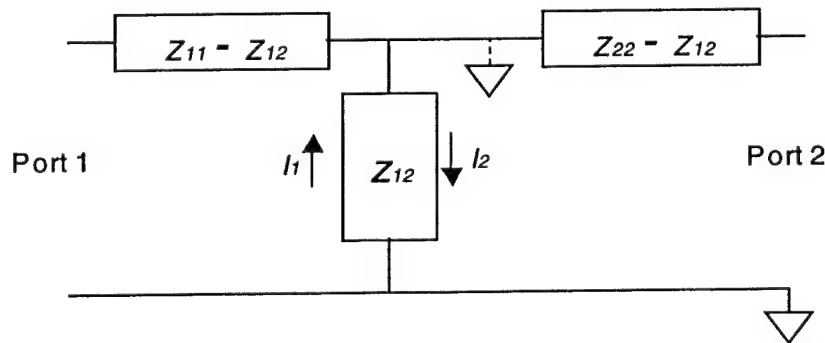 Z11 – Z12
Z22 – Z12
Port 1
I1
Z12
I2
Port 2